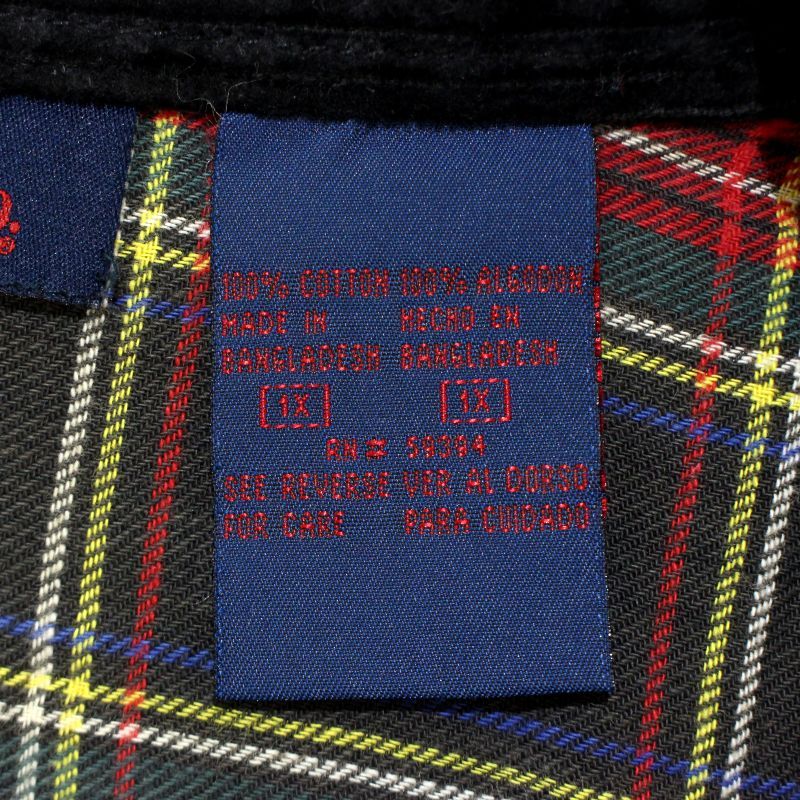 100% COTTON 100% ALGODON
MADE IN HECHO EN
BANGLADESH BANGLADESH
1X 1X
RN # 59394
SEE REVERSE VER AL DORSO
FOR CARE PARA CUIDADO